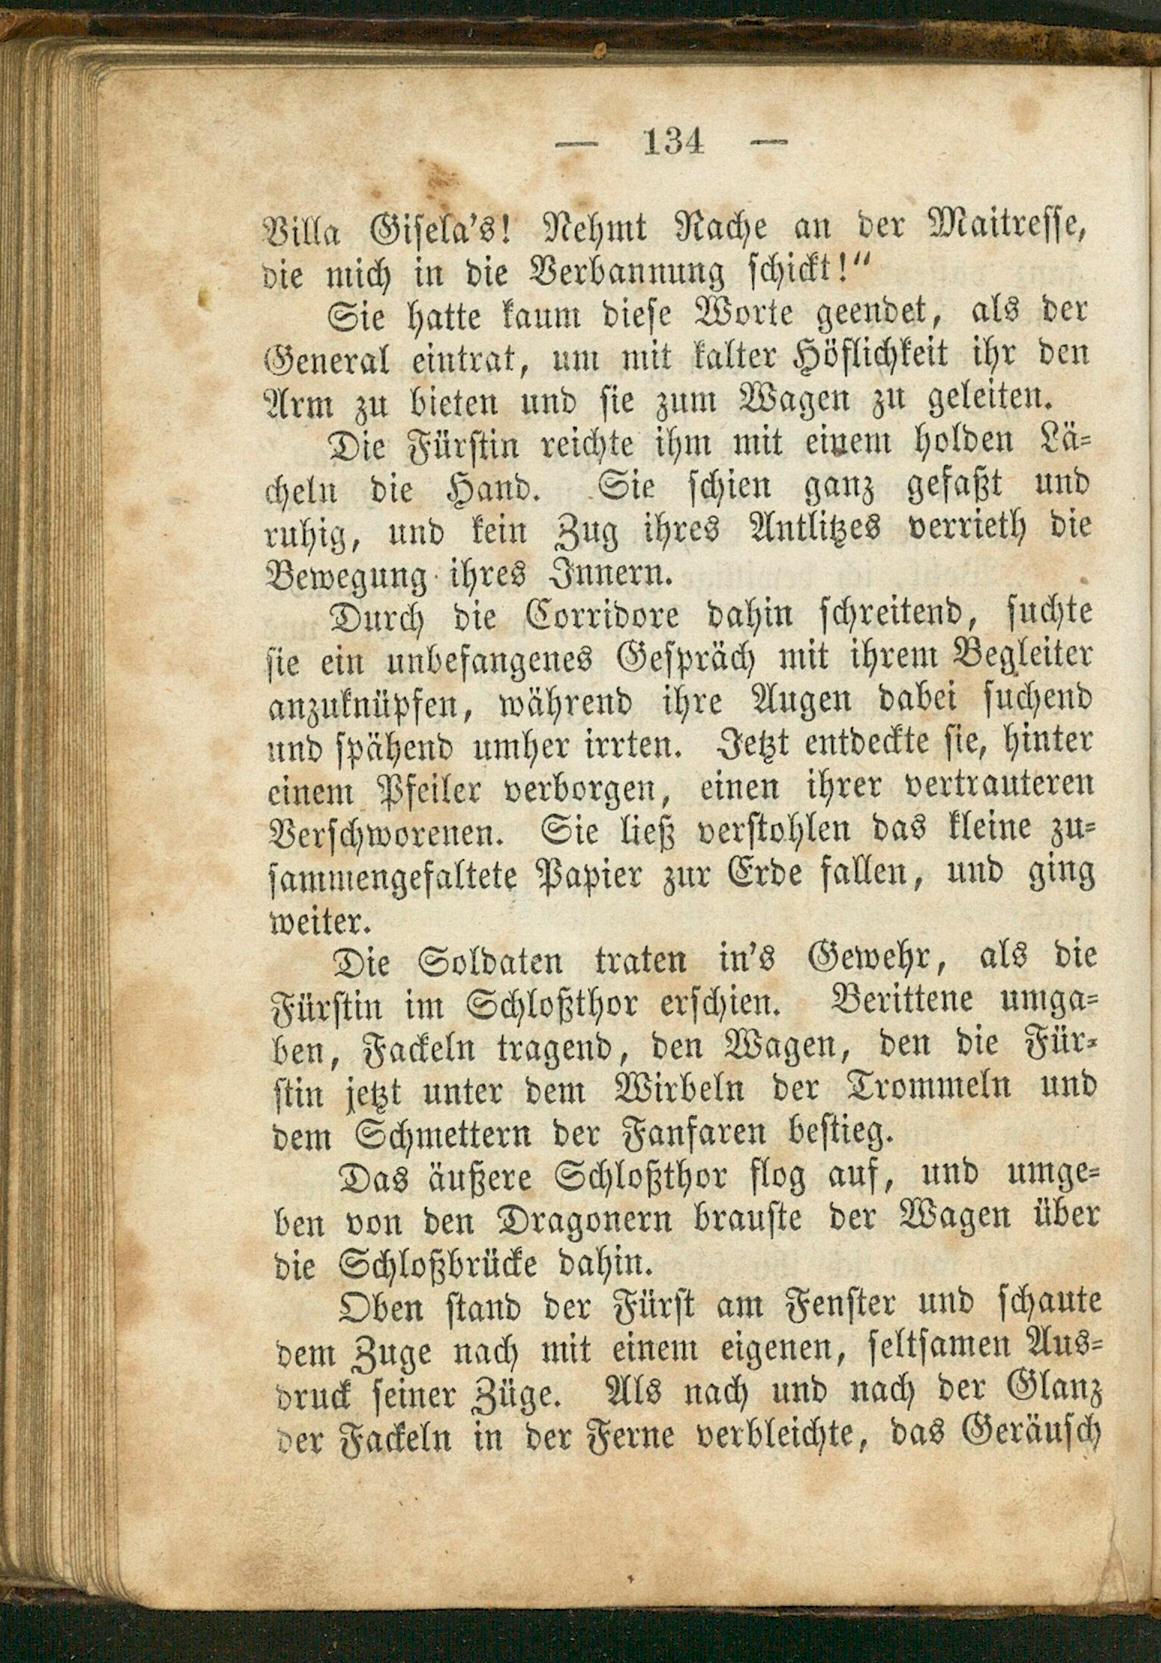 — 134 —
Villa Gisela's! Nehmt Rache an der Maitresse,
die mich in die Verbannung schickt!“
Sie hatte kaum diese Worte geendet, als der
General eintrat, um mit kalter Höflichkeit ihr den
Arm zu bieten und sie zum Wagen zu geleiten.
Die Fürstin reichte ihm mit einem holden Lä-
cheln die Hand. Sie schien ganz gefaßt und
ruhig, und kein Zug ihres Antlitzes verrieth die
Bewegung ihres Innern.
Durch die Corridore dahin schreitend, suchte
sie ein unbefangenes Gespräch mit ihrem Begleiter
anzuknüpfen, während ihre Augen dabei suchend
und spähend umher irrten. Jetzt entdeckte sie, hinter
einem Pfeiler verborgen, einen ihrer vertrauteren
Verschworenen. Sie ließ verstohlen das kleine zu-
sammengefaltete Papier zur Erde fallen, und ging
weiter.
Die Soldaten traten in's Gewehr, als die
Fürstin im Schloßthor erschien. Berittene umga-
ben, Fackeln tragend, den Wagen, den die Für-
stin jetzt unter dem Wirbeln der Trommeln und
dem Schmettern der Fanfaren bestieg.
Das äußere Schloßthor flog auf, und umge-
ben von den Dragonern brauste der Wagen über
die Schloßbrücke dahin.
Oben stand der Fürst am Fenster und schaute
dem Zuge nach mit einem eigenen, seltsamen Aus-
druck seiner Züge. Als nach und nach der Glanz
der Fackeln in der Ferne verbleichte, das Geräusch